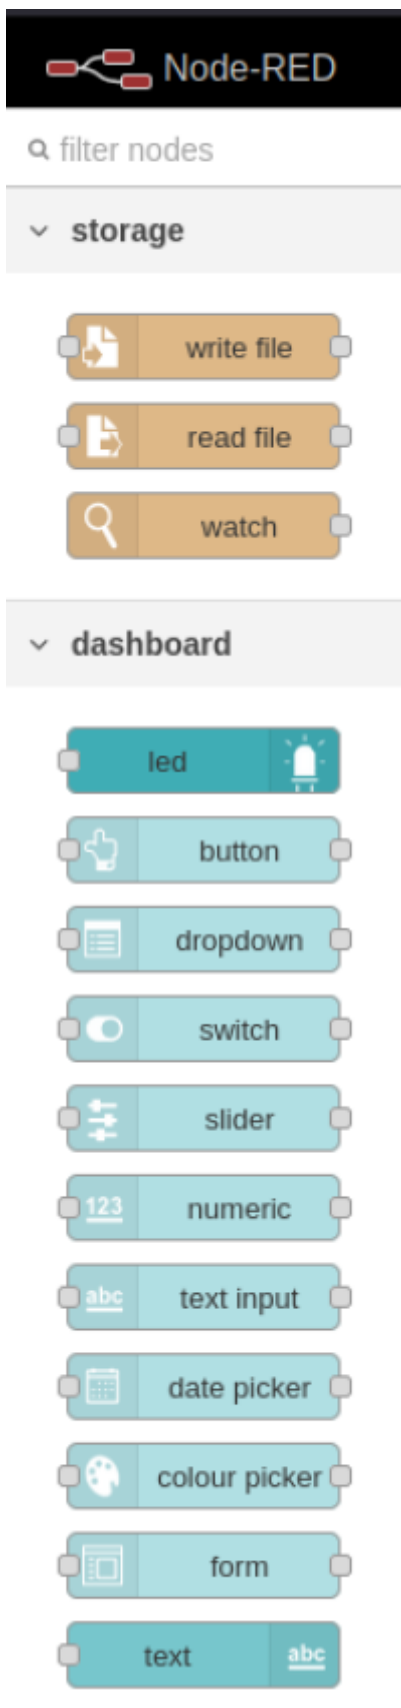 Node-RED
filter nodes
storage
write file
read file
watch
dashboard
led
button
dropdown
switch
slider
123 numeric
abc text input
date picker
colour picker
form
text abc